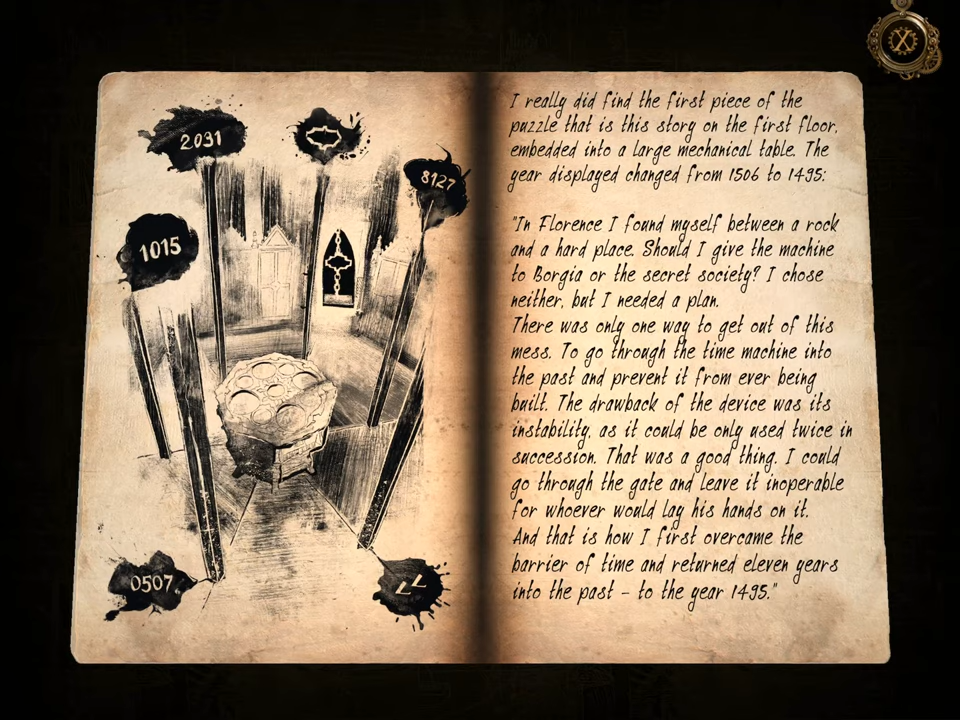 2031
8127
1015
0507
I really did find the first piece of the
puzzle that is this story on the first floor,
embedded into a large mechanical table. The
year displayed changed from 1506 to 1495:
"In Florence I found myself between a rock
and a hard place. Should I give the machine
to Borgia or the secret society? I chose
neither, but I needed a plan.
There was only one way to get out of this
mess. To go through the time machine into
the past and prevent it from ever being
built. The drawback of the device was its
instability, as it could be only used twice in
succession. That was a good thing. I could
go through the gate and leave it inoperable
for whoever would lay his hands on it.
And that is how I first overcame the
barrier of time and returned eleven years
into the past – to the year 1495."
X